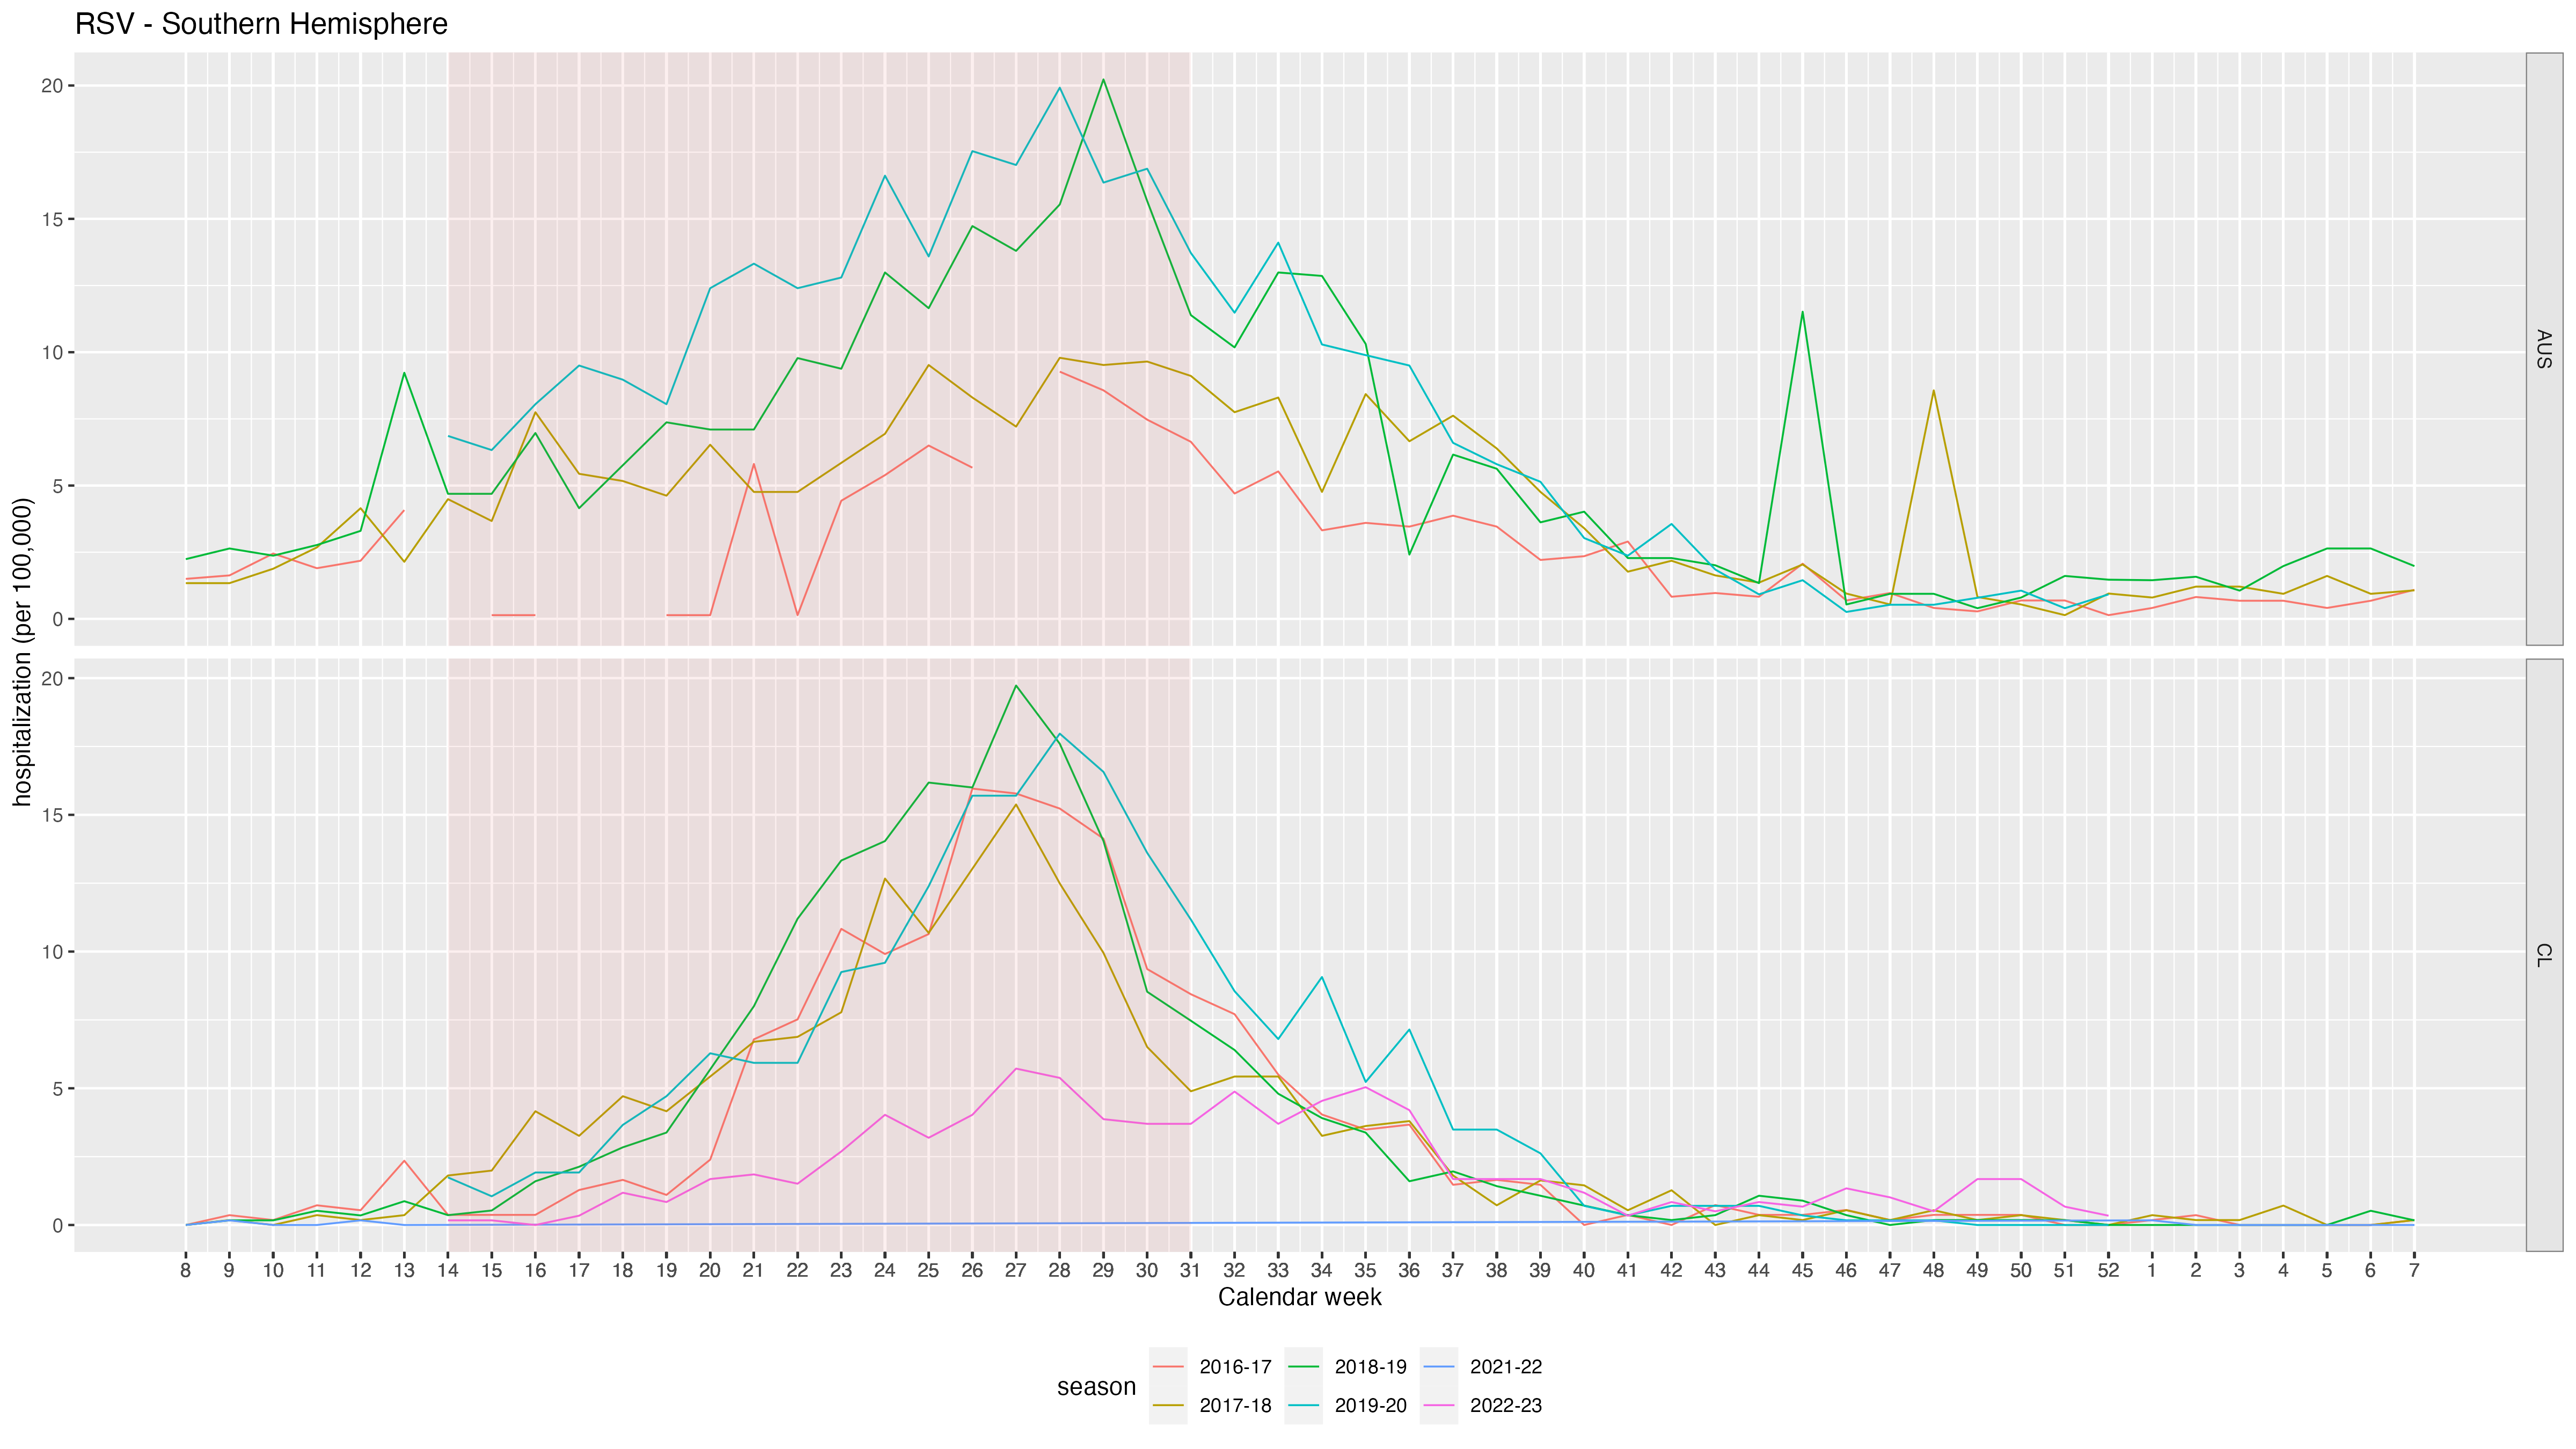 RSV - Southern Hemisphere
hospitalization (per 100,000)
20
15
10
5
0
AUS
20
15
10
5
0
CL
8 9 10 11 12 13 14 15 16 17 18 19 20 21 22 23 24 25 26 27 28 29 30 31 32 33 34 35 36 37 38 39 40 41 42 43 44 45 46 47 48 49 50 51 52 1 2 3 4 5 6 7
Calendar week
season
2016-17 2018-19 2021-22
2017-18 2019-20 2022-23